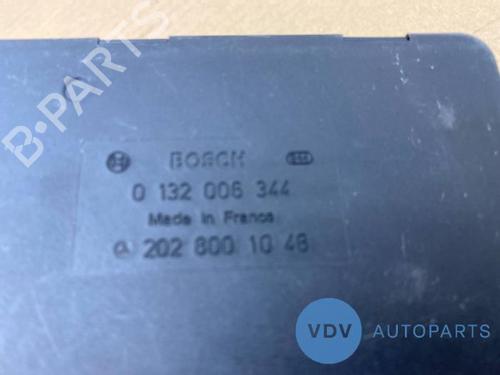 B-PARTS
BOSCH
0 132 006 344
Made in France
202 800 10 48
VDV AUTOPARTS